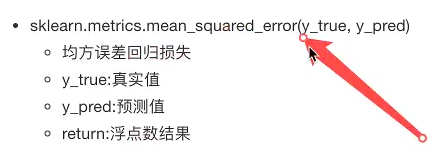 sklearn.metrics.mean_squared_error(y_true, y_pred)
均方误差回归损失
y_true:真实值
y_pred:预测值
return:浮点数结果